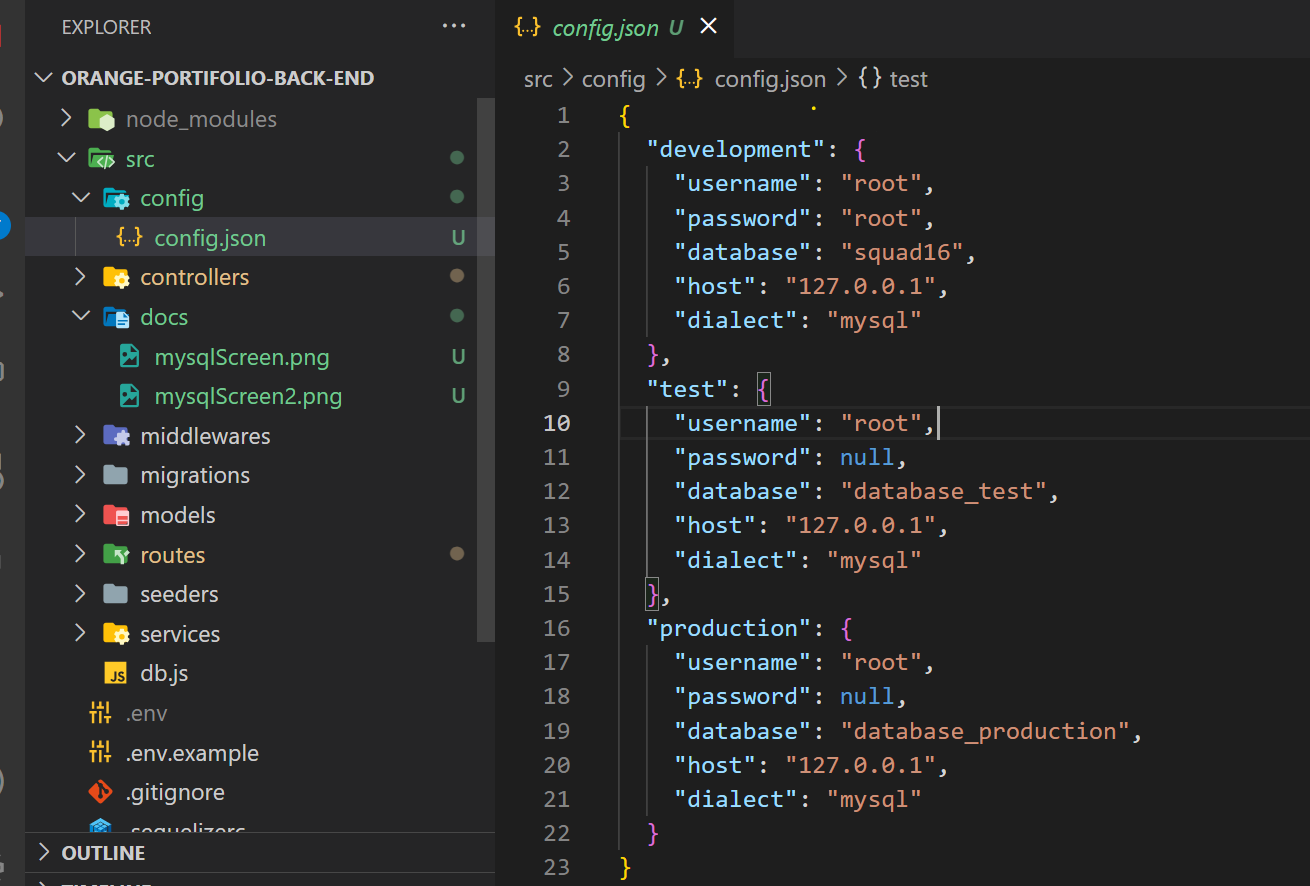 EXPLORER
ORANGE-PORTIFOLIO-BACK-END
node_modules
src
config
config.json U
controllers
docs
mysqlScreen.png U
mysqlScreen2.png U
middlewares
migrations
models
routes
seeders
services
JS db.js
.env
.env.example
.gitignore
.sequelizerc
OUTLINE
TIMELINE
{..} config.json U
src > config > {..} config.json > {} test
1 {
2 "development": {
3 "username": "root",
4 "password": "root",
5 "database": "squad16",
6 "host": "127.0.0.1",
7 "dialect": "mysql"
8 },
9 "test": {
10 "username": "root",
11 "password": null,
12 "database": "database_test",
13 "host": "127.0.0.1",
14 "dialect": "mysql"
15 },
16 "production": {
17 "username": "root",
18 "password": null,
19 "database": "database_production",
20 "host": "127.0.0.1",
21 "dialect": "mysql"
22 }
23 }